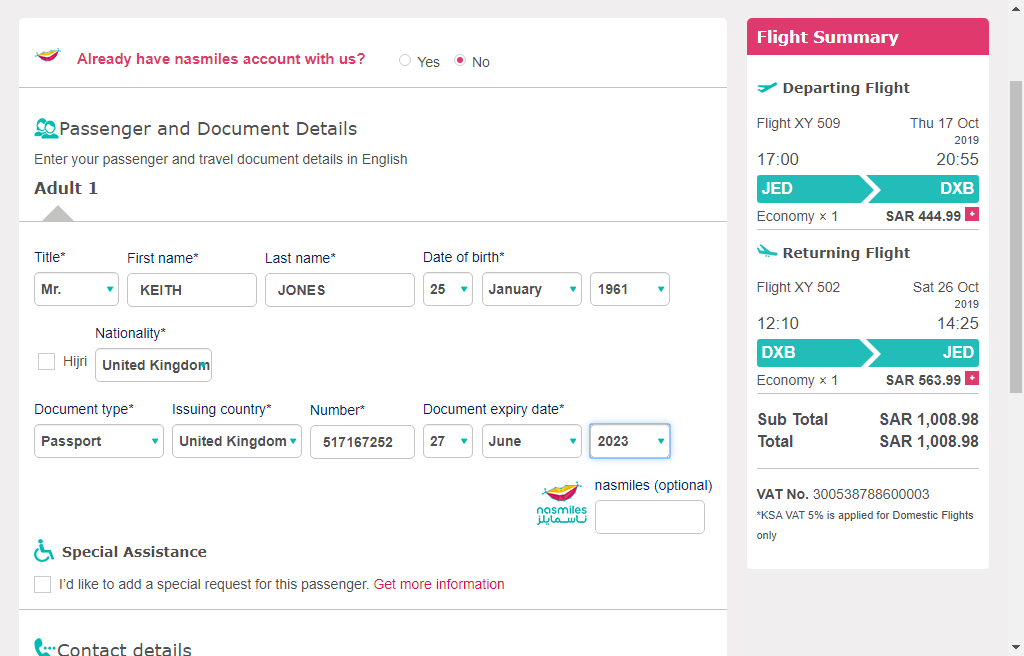 Already have nasmiles account with us?
Yes
No
Passenger and Document Details
Enter your passenger and travel document details in English
Adult 1
Title*
First name*
Last name*
Date of birth*
Mr.
KEITH
JONES
25
January
1961
Nationality*
Hijri
United Kingdom
Document type*
Issuing country*
Number*
Document expiry date*
Passport
United Kingdom
517167252
27
June
2023
nasmiles (optional)
nasmiles
ناسمايلز
Special Assistance
I'd like to add a special request for this passenger. Get more information
Contact details
Flight Summary
Departing Flight
Flight XY 509
Thu 17 Oct
2019
17:00
20:55
JED
DXB
Economy × 1
SAR 444.99 +
Returning Flight
Flight XY 502
Sat 26 Oct
2019
12:10
14:25
DXB
JED
Economy × 1
SAR 563.99 +
Sub Total
SAR 1,008.98
Total
SAR 1,008.98
VAT No. 300538788600003
*KSA VAT 5% is applied for Domestic Flights
only